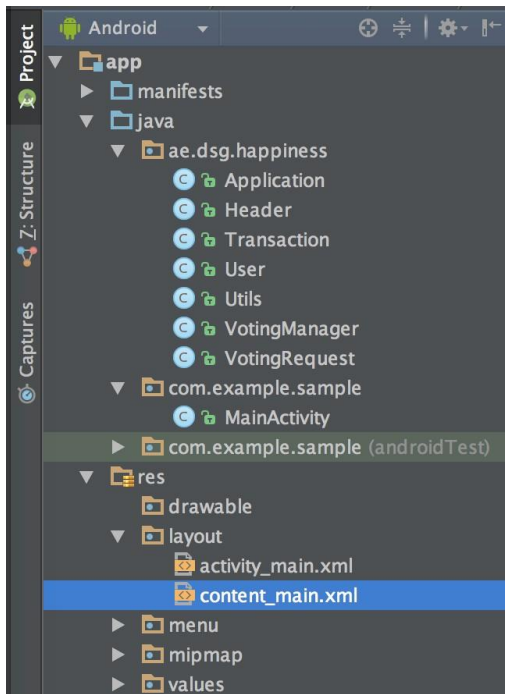 Android
Project
Z: Structure
Captures
app
manifests
java
ae.dsg.happiness
C Application
C Header
C Transaction
C User
C Utils
C VotingManager
C VotingRequest
com.example.sample
C MainActivity
com.example.sample (androidTest)
res
drawable
layout
activity_main.xml
content_main.xml
menu
mipmap
values